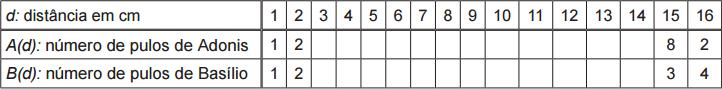 d: distância em cm 1 2 3 4 5 6 7 8 9 10 11 12 13 14 15 16
A(d): número de pulos de Adonis 1 2 8 2
B(d): número de pulos de Basílio 1 2 3 4